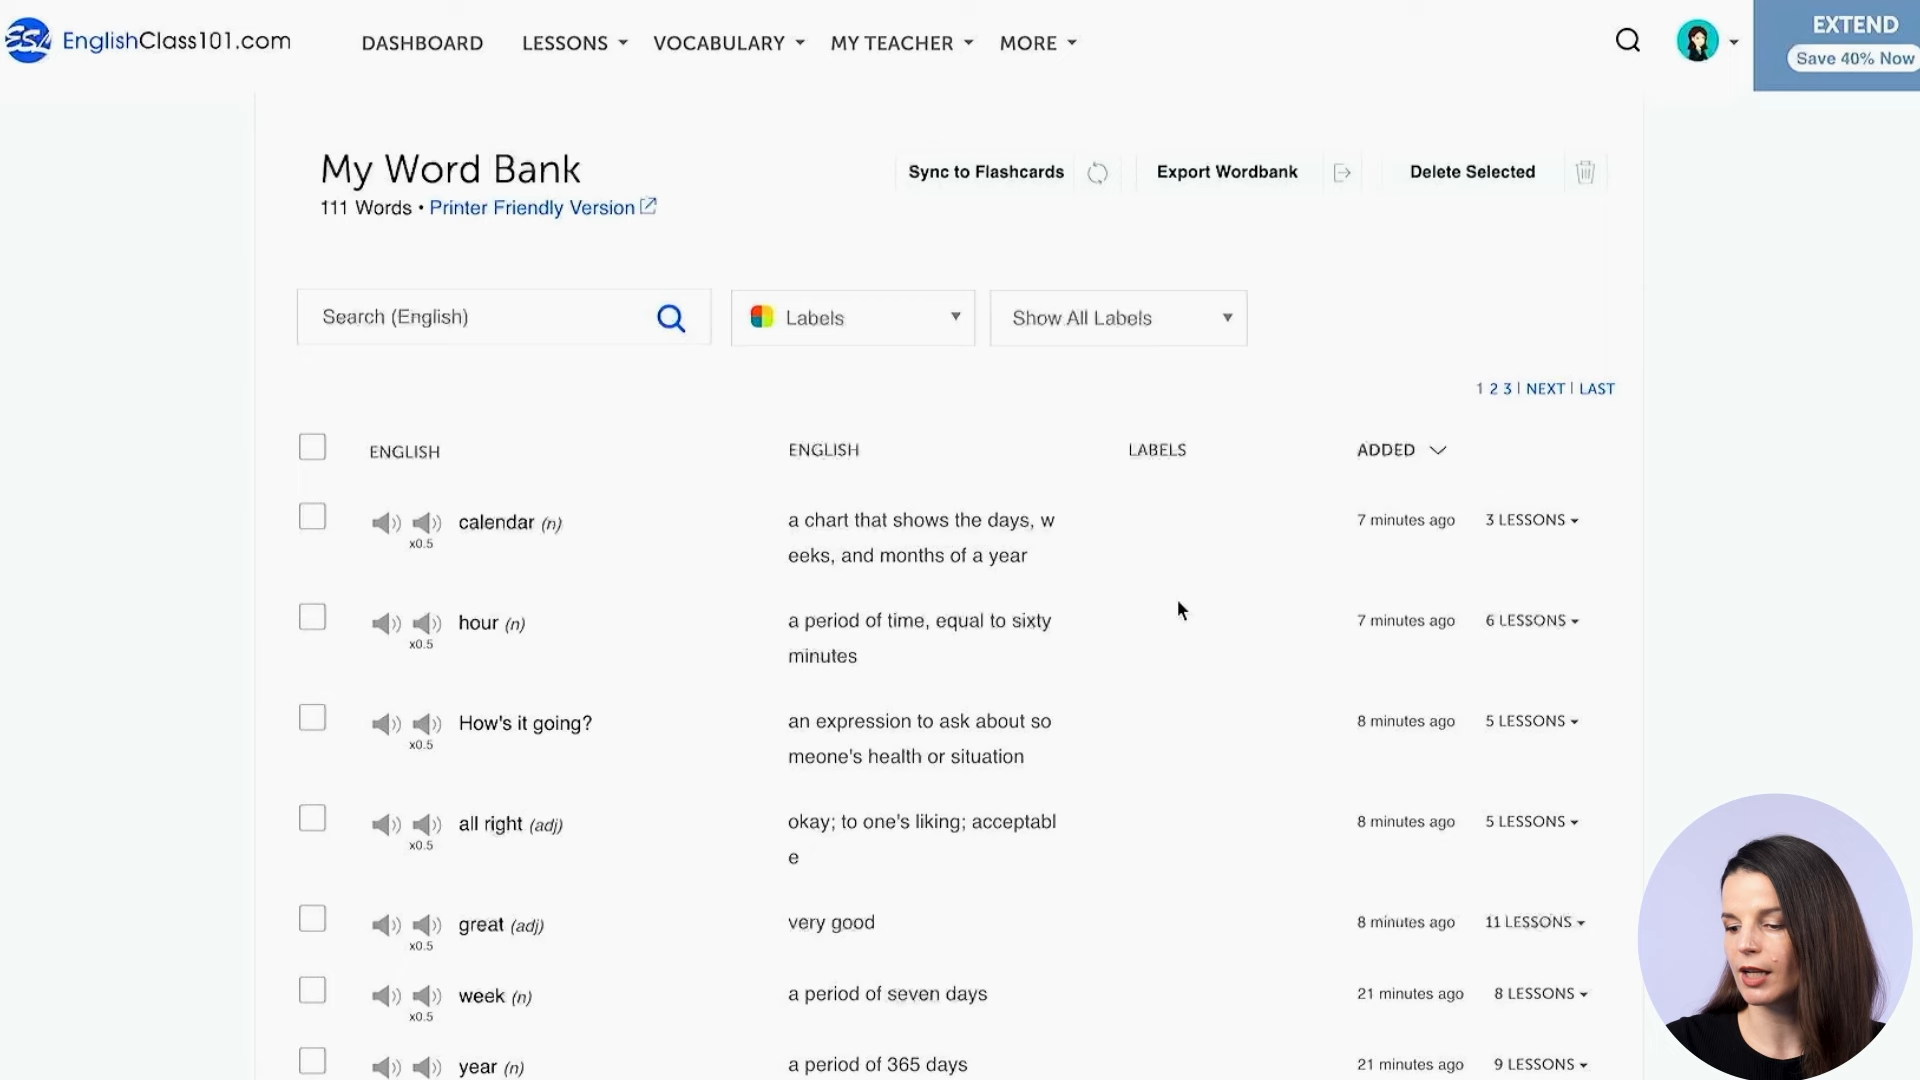 ESL EnglishClass101.com DASHBOARD LESSONS VOCABULARY MY TEACHER MORE EXTEND
Save 40% Now
My Word Bank
Sync to Flashcards Export Wordbank Delete Selected
111 Words • Printer Friendly Version
Search (English) Labels Show All Labels
1 2 3 | NEXT | LAST
ENGLISH ENGLISH LABELS ADDED
calendar (n) a chart that shows the days, w 7 minutes ago 3 LESSONS
x0.5 eeks, and months of a year
hour (n) a period of time, equal to sixty 7 minutes ago 6 LESSONS
x0.5 minutes
How's it going? an expression to ask about so 8 minutes ago 5 LESSONS
x0.5 meone's health or situation
all right (adj) okay; to one's liking; acceptabl 8 minutes ago 5 LESSONS
x0.5 e
great (adj) very good 8 minutes ago 11 LESSONS
x0.5
week (n) a period of seven days 21 minutes ago 8 LESSONS
x0.5
year (n) a period of 365 days 21 minutes ago 9 LESSONS